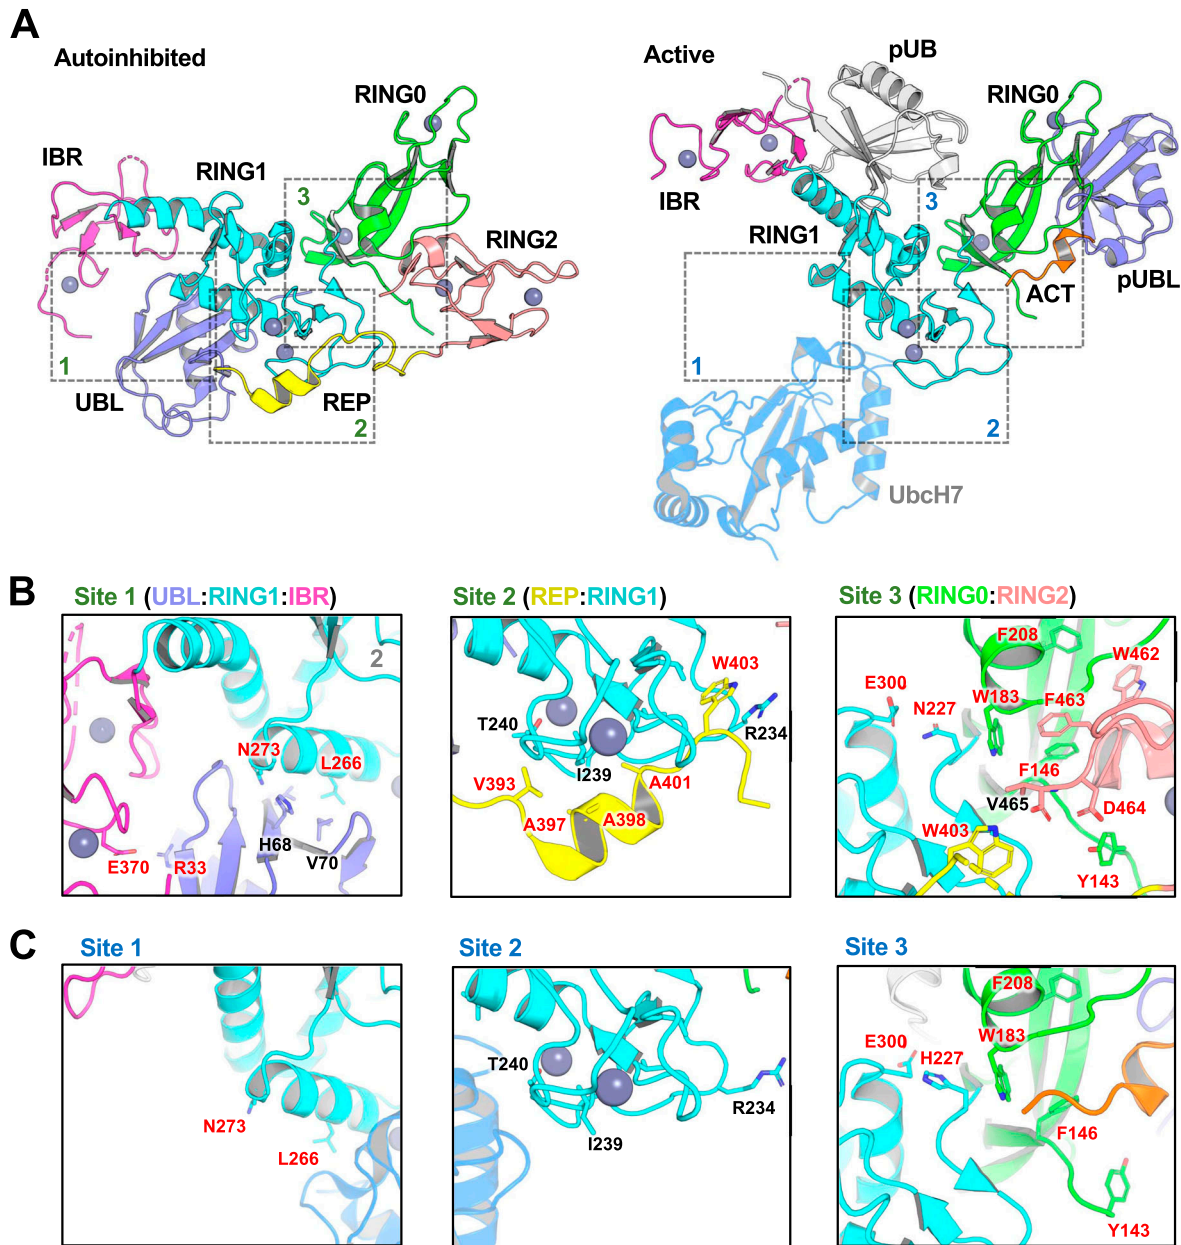 A
Autoinhibited
RING0
IBR
RING1
3
RING2
1
UBL
REP
2
Active
pUB
RING0
IBR
3
RING1
ACT
pUBL
1
2
UbcH7
B
Site 1 (UBL:RING1:IBR)
2
N273
L266
H68
V70
E370
R33
Site 2 (REP:RING1)
W403
T240
R234
I239
V393
A401
A397
A398
Site 3 (RING0:RING2)
F208
W462
E300
W183
F463
N227
F146
V465
D464
W403
Y143
C
Site 1
N273
L266
Site 2
T240
R234
I239
Site 3
F208
W183
E300
H227
F146
Y143